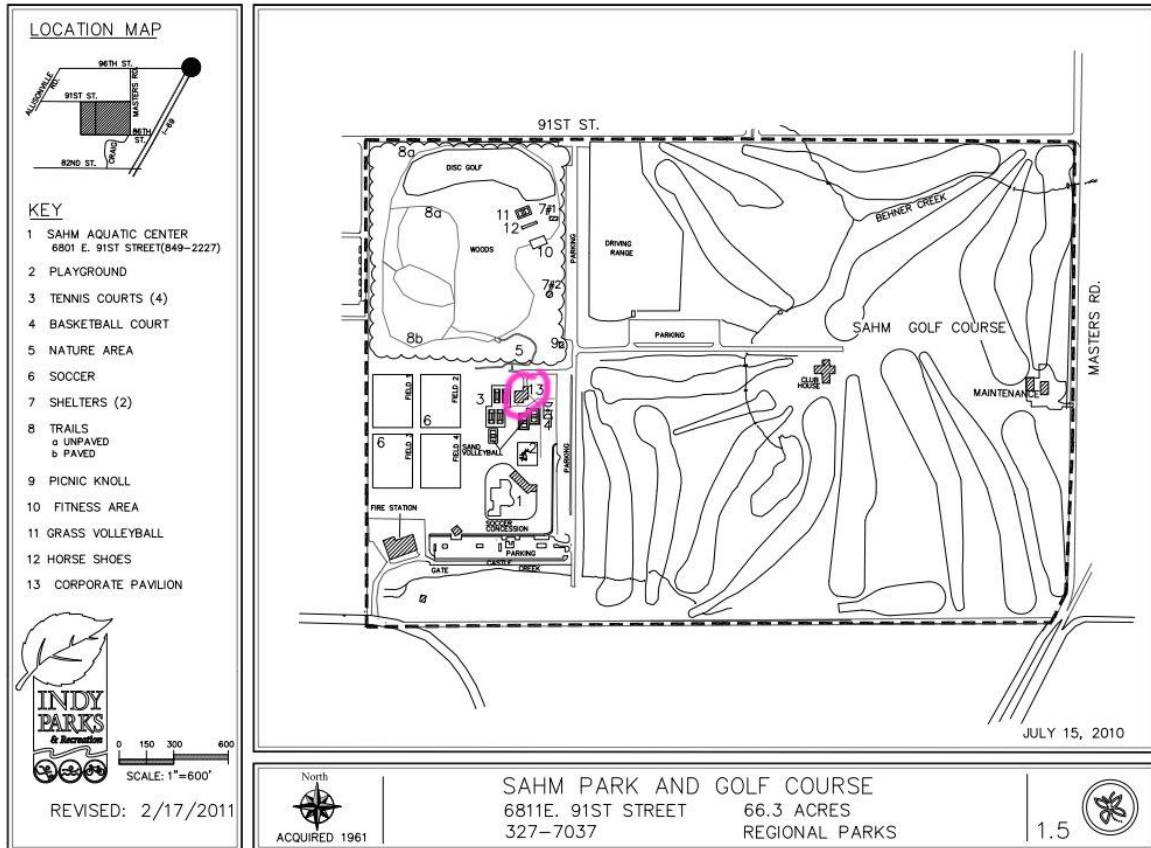 LOCATION MAP
96TH ST.
ALLISONVILLE RD.
MASTERS RD.
91ST ST.
I-69
86TH ST.
CRAIG
82ND ST.
KEY
1 SAHM AQUATIC CENTER
6801 E. 91ST STREET(849-2227)
2 PLAYGROUND
3 TENNIS COURTS (4)
4 BASKETBALL COURT
5 NATURE AREA
6 SOCCER
7 SHELTERS (2)
8 TRAILS
a UNPAVED
b PAVED
9 PICNIC KNOLL
10 FITNESS AREA
11 GRASS VOLLEYBALL
12 HORSE SHOES
13 CORPORATE PAVILION
INDY
PARKS
& Recreation
0 150 300 600
SCALE: 1"=600'
REVISED: 2/17/2011
91ST ST.
8a
DISC GOLF
8a
11
7#1
12
10
WOODS
7#2
8b
5
9
PARKING
DRIVING
RANGE
PARKING
BEHNER CREEK
SAHM GOLF COURSE
MASTERS RD.
CLUB
HOUSE
MAINTENANCE
FIELD 1
FIELD 2
6
3
13
4
6
FIELD 3
FIELD 4
SAND
VOLLEYBALL
2
PARKING
1
FIRE STATION
SOCCER
CONCESSION
PARKING
GATE
CASTLE
CREEK
JULY 15, 2010
North
ACQUIRED 1961
SAHM PARK AND GOLF COURSE
6811E. 91ST STREET 66.3 ACRES
327-7037 REGIONAL PARKS
1.5